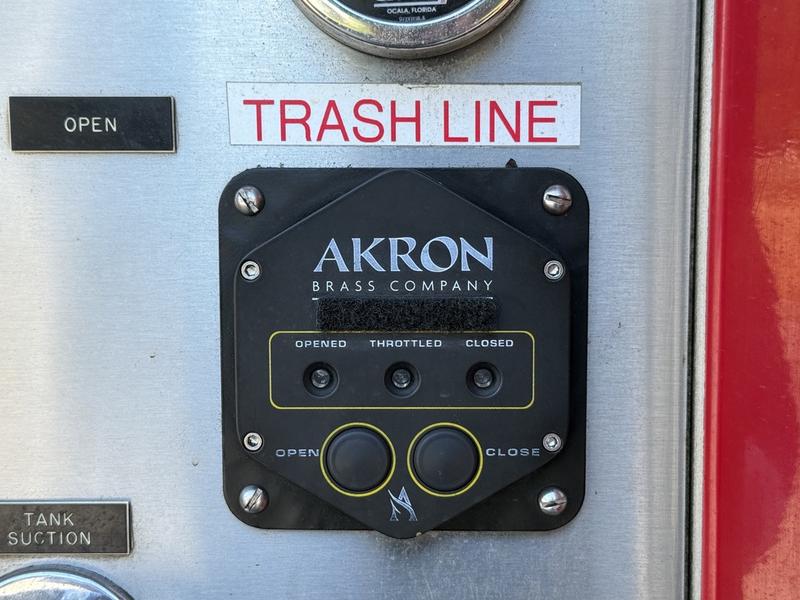 OCALA, FLORIDA
OPEN
TRASH LINE
AKRON
BRASS COMPANY
OPENED THROTTLED CLOSED
OPEN CLOSE
TANK
SUCTION